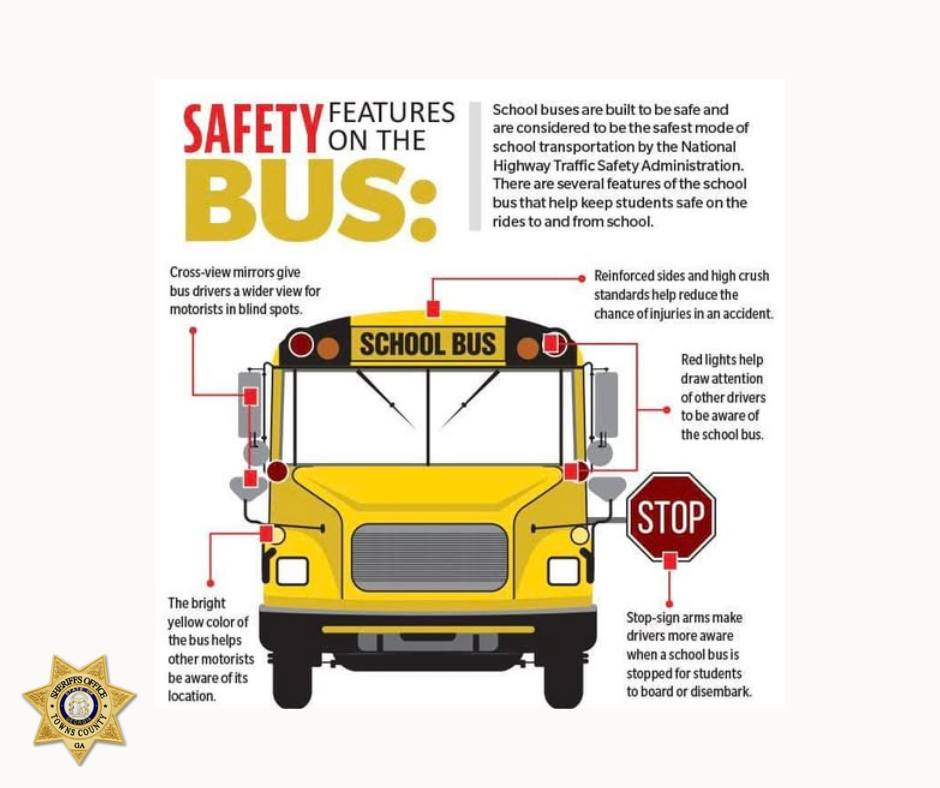 SAFETY FEATURES
ON THE
BUS:
School buses are built to be safe and
are considered to be the safest mode of
school transportation by the National
Highway Traffic Safety Administration.
There are several features of the school
bus that help keep students safe on the
rides to and from school.
Cross-view mirrors give
bus drivers a wider view for
motorists in blind spots.
Reinforced sides and high crush
standards help reduce the
chance of injuries in an accident.
SCHOOL BUS
Red lights help
draw attention
of other drivers
to be aware of
the school bus.
STOP
The bright
yellow color of
the bus helps
other motorists
be aware of its
location.
Stop-sign arms make
drivers more aware
when a school bus is
stopped for students
to board or disembark.
SHERIFFS OFFICE
STATE OF
GEORGIA
TOWNS COUNTY
GA